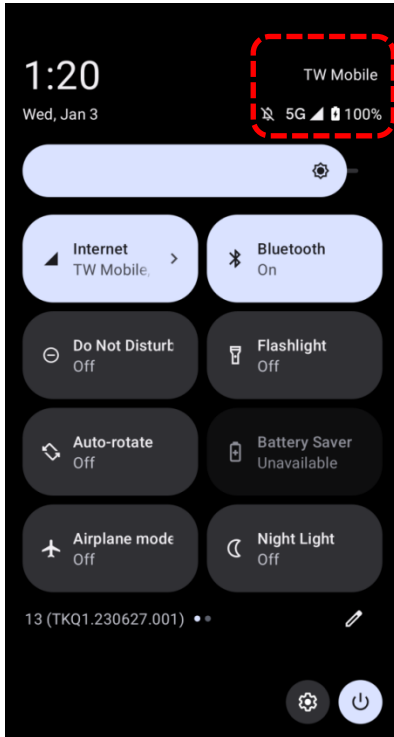 1:20
TW Mobile
Wed, Jan 3
5G 100%
Internet
TW Mobile,
Bluetooth
On
Do Not Disturb
Off
Flashlight
Off
Auto-rotate
Off
Battery Saver
Unavailable
Airplane mode
Off
Night Light
Off
13 (TKQ1.230627.001)